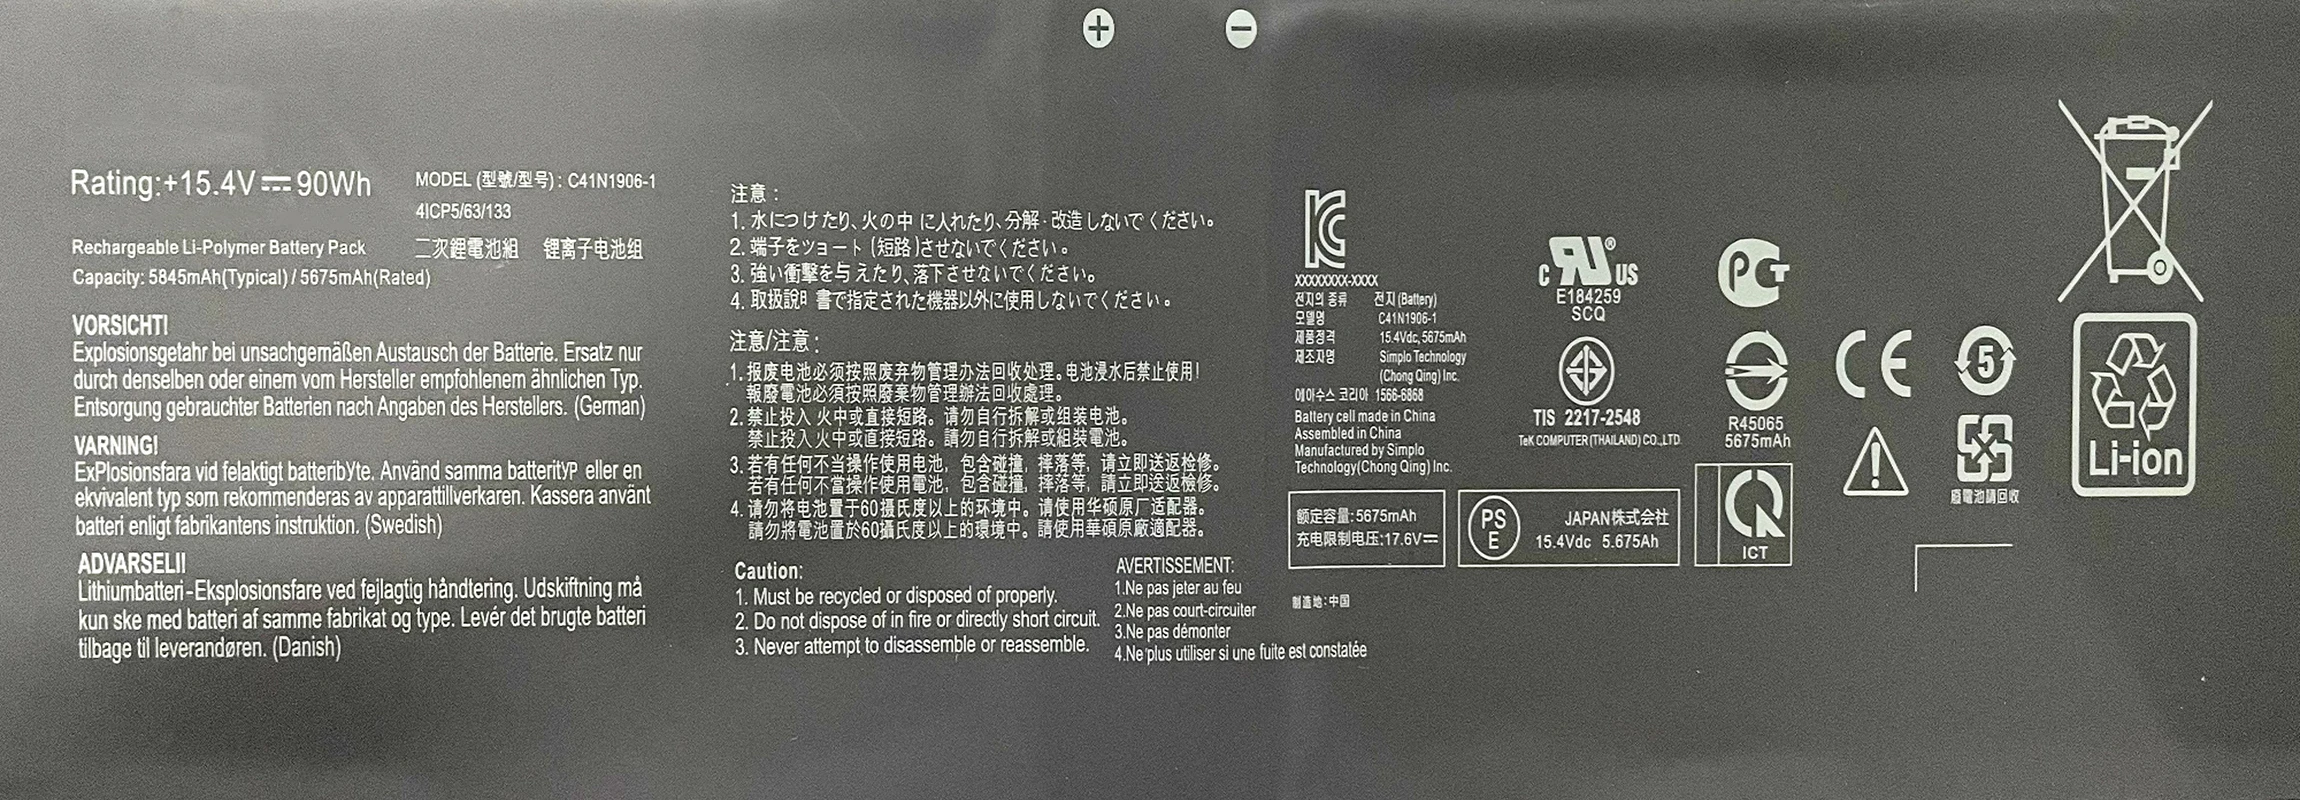 Rating:+15.4V⎓90Wh
MODEL (型號/型号) : C41N1906-1
4ICP5/63/133
Rechargeable Li-Polymer Battery Pack
二次鋰電池組 锂离子电池组
Capacity: 5845mAh(Typical) / 5675mAh(Rated)
VORSICHT!
Explosionsgetahr bei unsachgemäßen Austausch der Batterie. Ersatz nur
durch denselben oder einem vom Hersteller empfohlenem ähnlichen Typ.
Entsorgung gebrauchter Batterien nach Angaben des Herstellers. (German)
VARNING!
ExPlosionsfara vid felaktigt batteribYte. Använd samma batteritYP eller en
ekvivalent typ som rekommenderas av apparattillverkaren. Kassera använt
batteri enligt fabrikantens instruktion. (Swedish)
ADVARSELII
Lithiumbatteri-Eksplosionsfare ved fejlagtig håndtering. Udskiftning må
kun ske med batteri af samme fabrikat og type. Levér det brugte batteri
tilbage til leverandøren. (Danish)
注意 :
1. 水につけたり、火の中 に入れたり、分解・改造しないでください。
2. 端子をツョート (短路)させないでください。
3. 強い衝撃を与えたり、落下させないでください。
4. 取扱説 書で指定された機器以外に使用しないでください。
注意/注意 :
1. 报废电池必须按照废弃物管理办法回收处理。电池浸水后禁止使用!
報廢電池必須按照廢棄物管理辦法回收處理。
2. 禁止投入 火中或直接短路。请勿自行拆解或组装电池。
禁止投入 火中或直接短路。請勿自行拆解或組裝電池。
3. 若有任何不当操作使用电池, 包含碰撞, 摔落等, 请立即送返检修。
若有任何不當操作使用電池, 包含碰撞, 摔落等, 請立即送返檢修。
4. 请勿将电池置于60摄氏度以上的环境中。请使用华硕原厂适配器。
請勿將電池置於60攝氏度以上的環境中。請使用華碩原廠適配器。
Caution:
1. Must be recycled or disposed of properly.
2. Do not dispose of in fire or directly short circuit.
3. Never attempt to disassemble or reassemble.
AVERTISSEMENT:
1.Ne pas jeter au feu
2.Ne pas court-circuiter
3.Ne pas démonter
4.Ne plus utiliser si une fuite est constatée
XXXXXXXX-XXXX
전지의 종류 전지 (Battery)
모델명 C41N1906-1
제품정격 15.4Vdc, 5675mAh
제조자명 Simplo Technology
(Chong Qing) Inc.
에이수스 코리아 1566-6868
Battery cell made in China
Assembled in China
Manufactured by Simplo
Technology(Chong Qing) Inc.
额定容量:5675mAh
充电限制电压:17.6V⎓
制造地:中国
c RU ® US
E184259
SCQ
TIS 2217-2548
TeK COMPUTER (THAILAND) CO.,LTD.
PS
E
JAPAN株式会社
15.4Vdc 5.675Ah
PCT
R45065
5675mAh
ICT
CE
5
廢電池請回收
Li-ion